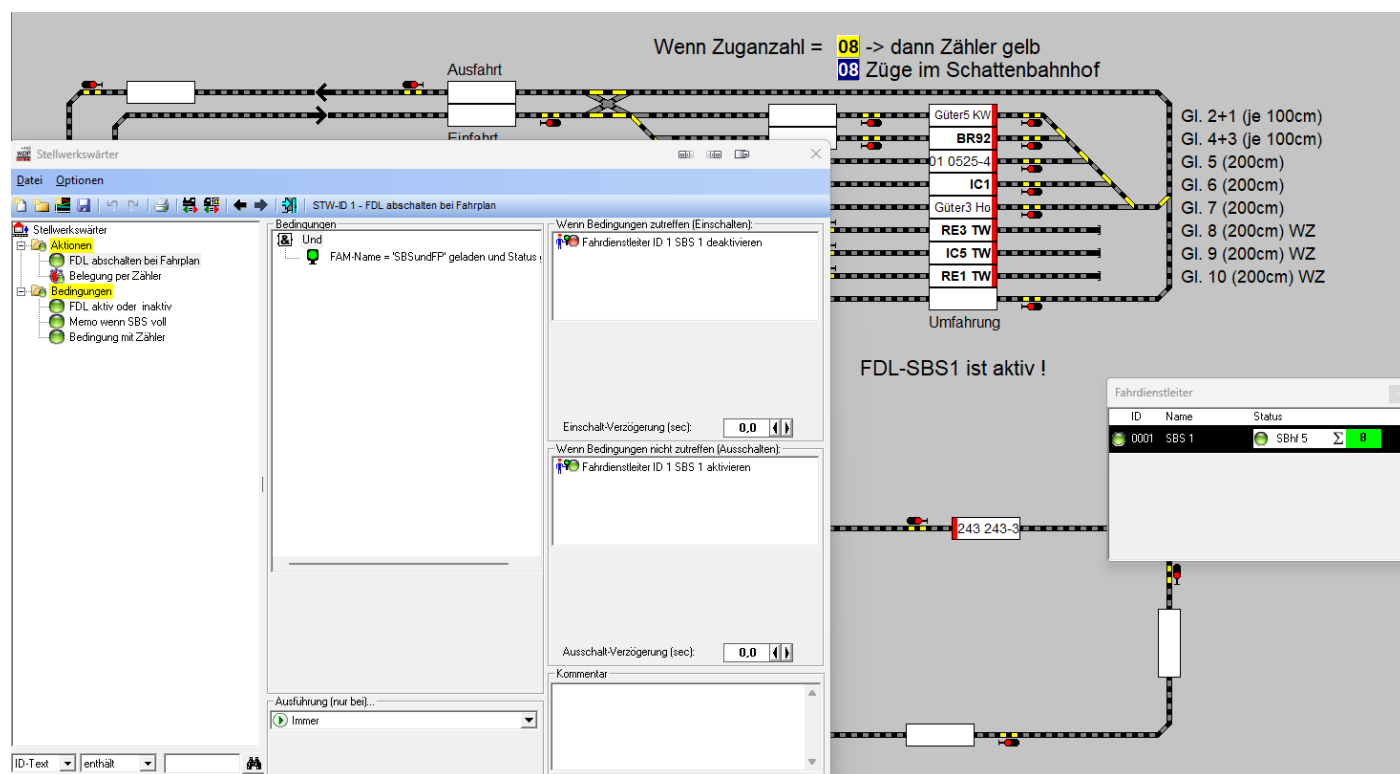 Wenn Zuganzahl = 08 -> dann Zähler gelb
08 Züge im Schattenbahnhof
Ausfahrt
Einfahrt
Güter5 KW
BR92
01 0525-4
IC1
Güter3 Ho
RE3 TW
IC5 TW
RE1 TW
Umfahrung
Gl. 2+1 (je 100cm)
Gl. 4+3 (je 100cm)
Gl. 5 (200cm)
Gl. 6 (200cm)
Gl. 7 (200cm)
Gl. 8 (200cm) WZ
Gl. 9 (200cm) WZ
Gl. 10 (200cm) WZ
FDL-SBS1 ist aktiv !
Stellwerkswärter
Datei Optionen
STW-ID 1 - FDL abschalten bei Fahrplan
Stellwerkswärter
Aktionen
FDL abschalten bei Fahrplan
Belegung per Zähler
Bedingungen
FDL aktiv oder inaktiv
Memo wenn SBS voll
Bedingung mit Zähler
ID-Text enthält
Bedingungen
& Und
FAM-Name = 'SBSundFP' geladen und Status
Ausführung (nur bei)...
Immer
Wenn Bedingungen zutreffen (Einschalten):
Fahrdienstleiter ID 1 SBS 1 deaktivieren
Einschalt-Verzögerung (sec): 0,0
Wenn Bedingungen nicht zutreffen (Ausschalten):
Fahrdienstleiter ID 1 SBS 1 aktivieren
Ausschalt-Verzögerung (sec): 0,0
Kommentar
Fahrdienstleiter
ID Name Status
0001 SBS 1 SBhf 5 Σ 8
243 243-3